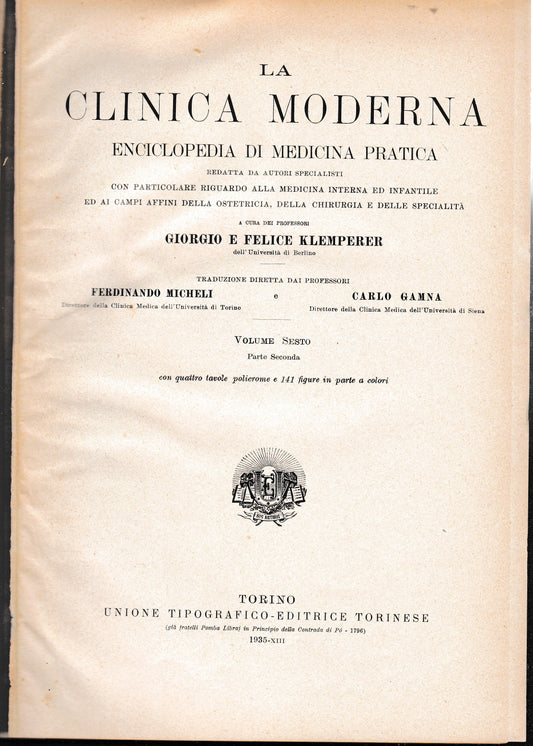 LA
CLINICA MODERNA
ENCICLOPEDIA DI MEDICINA PRATICA
REDATTA DA AUTORI SPECIALISTI
CON PARTICOLARE RIGUARDO ALLA MEDICINA INTERNA ED INFANTILE
ED AI CAMPI AFFINI DELLA OSTETRICIA, DELLA CHIRURGIA E DELLE SPECIALITÀ
A CURA DEI PROFESSORI
GIORGIO E FELICE KLEMPERER
dell'Università di Berlino
TRADUZIONE DIRETTA DAI PROFESSORI
FERDINANDO MICHELI e CARLO GAMNA
Direttore della Clinica Medica dell'Università di Torino Direttore della Clinica Medica dell'Università di Siena
VOLUME SESTO
Parte Seconda
con quattro tavole policrome e 141 figure in parte a colori
TORINO
UNIONE TIPOGRAFICO-EDITRICE TORINESE
(già fratelli Pomba Libraj in Principio della Contrada di Pò - 1796)
1935-XIII